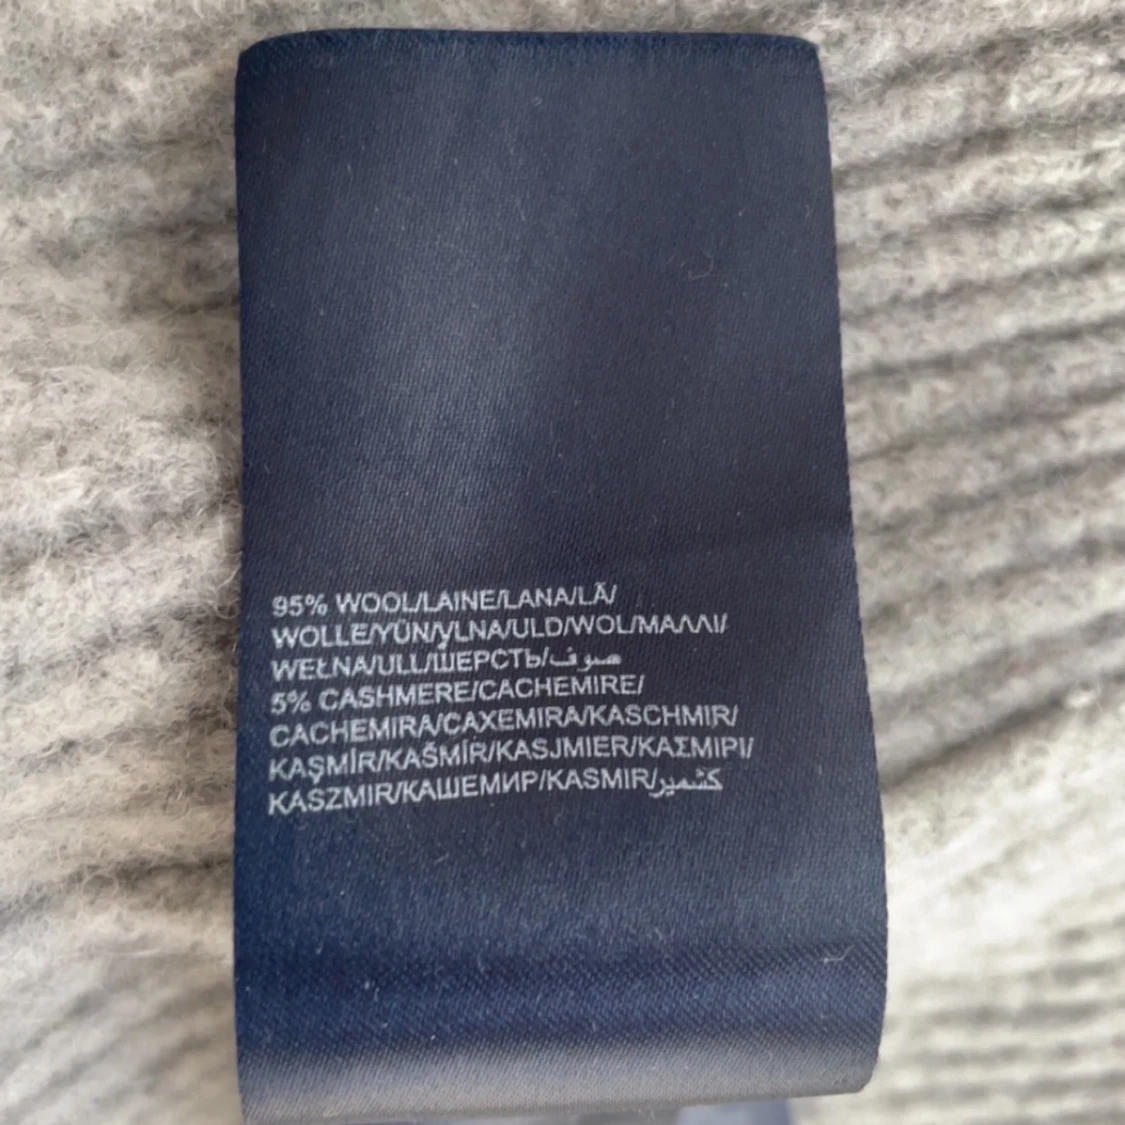 95% WOOL/LAINE/LANA/LÃ/
WOLLE/YÜN/VLNA/ULD/WOL/ΜΑΛΛΙ/
WEŁNA/ULL/ШЕРСТЬ/صوف
5% CASHMERE/CACHEMIRE/
CACHEMIRA/CAXEMIRA/KASCHMIR/
KAŞMİR/KAŠMÍR/KASJMIER/ΚΑΣΜΙΡΙ/
KASZMIR/КАШЕМИР/KASMIR/كشمير